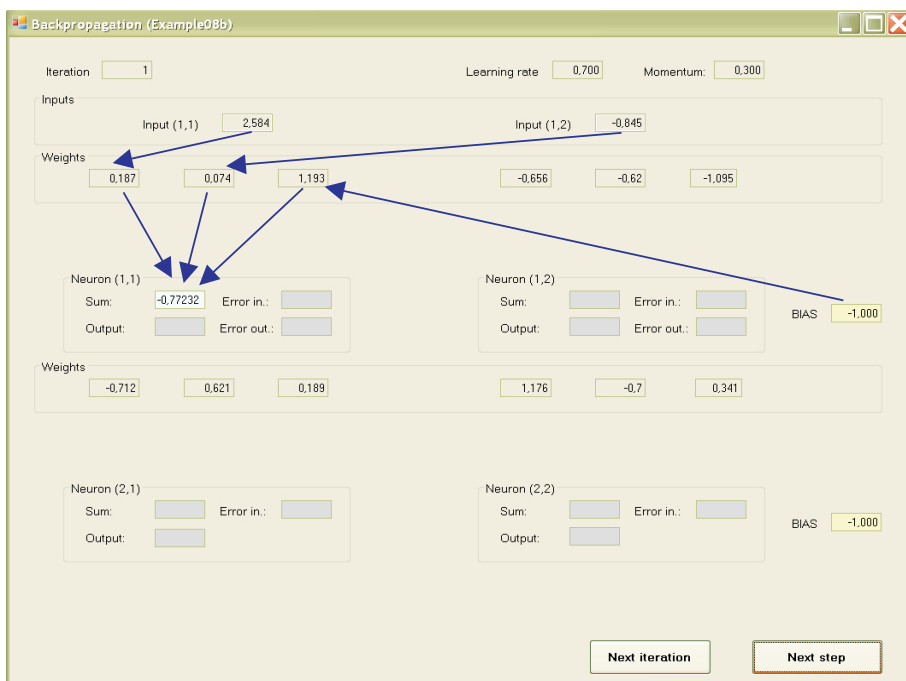 Backpropagation (Example08b)
Iteration 1 Learning rate 0,700 Momentum: 0,300
Inputs
Input (1,1) 2,584 Input (1,2) -0,845
Weights
0,187 0,074 1,193 -0,656 -0,62 -1,095
Neuron (1,1) Neuron (1,2)
Sum: -0,77232 Error in.: Sum: Error in.:
BIAS -1,000
Output: Error out.: Output: Error out.:
Weights
-0,712 0,621 0,189 1,176 -0,7 0,341
Neuron (2,1) Neuron (2,2)
Sum: Error in.: Sum: Error in.:
BIAS -1,000
Output: Output:
Next iteration Next step